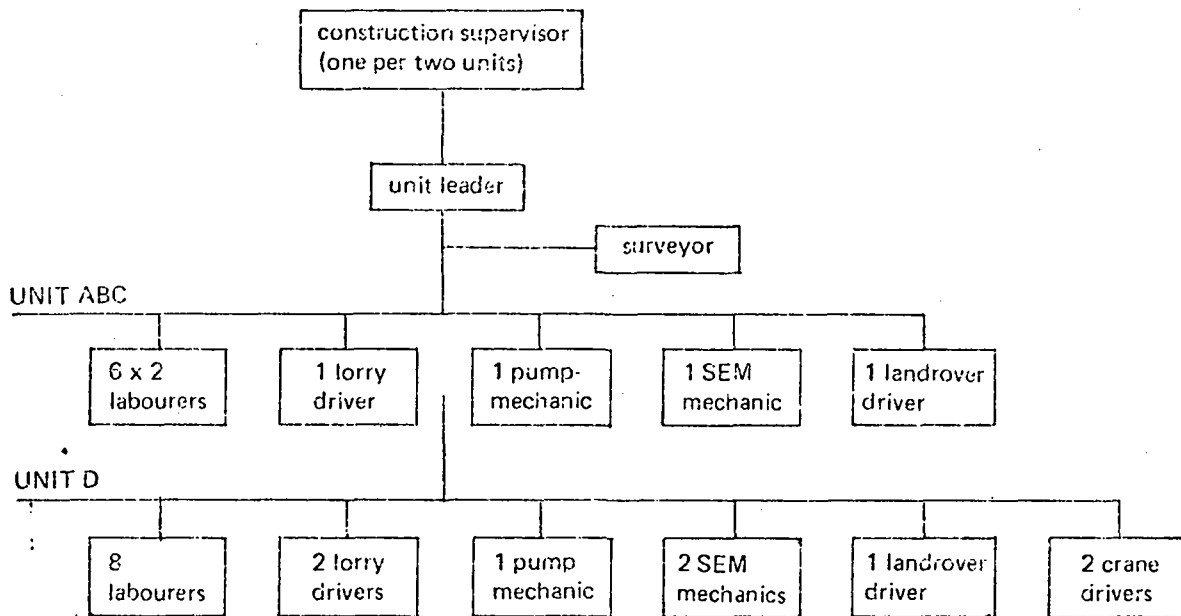 construction supervisor
(one per two units)
unit leader
surveyor
UNIT ABC
6 x 2
labourers
1 lorry
driver
1 pump-
mechanic
1 SEM
mechanic
1 landrover
driver
UNIT D
8
labourers
2 lorry
drivers
1 pump
mechanic
2 SEM
mechanics
1 landrover
driver
2 crane
drivers